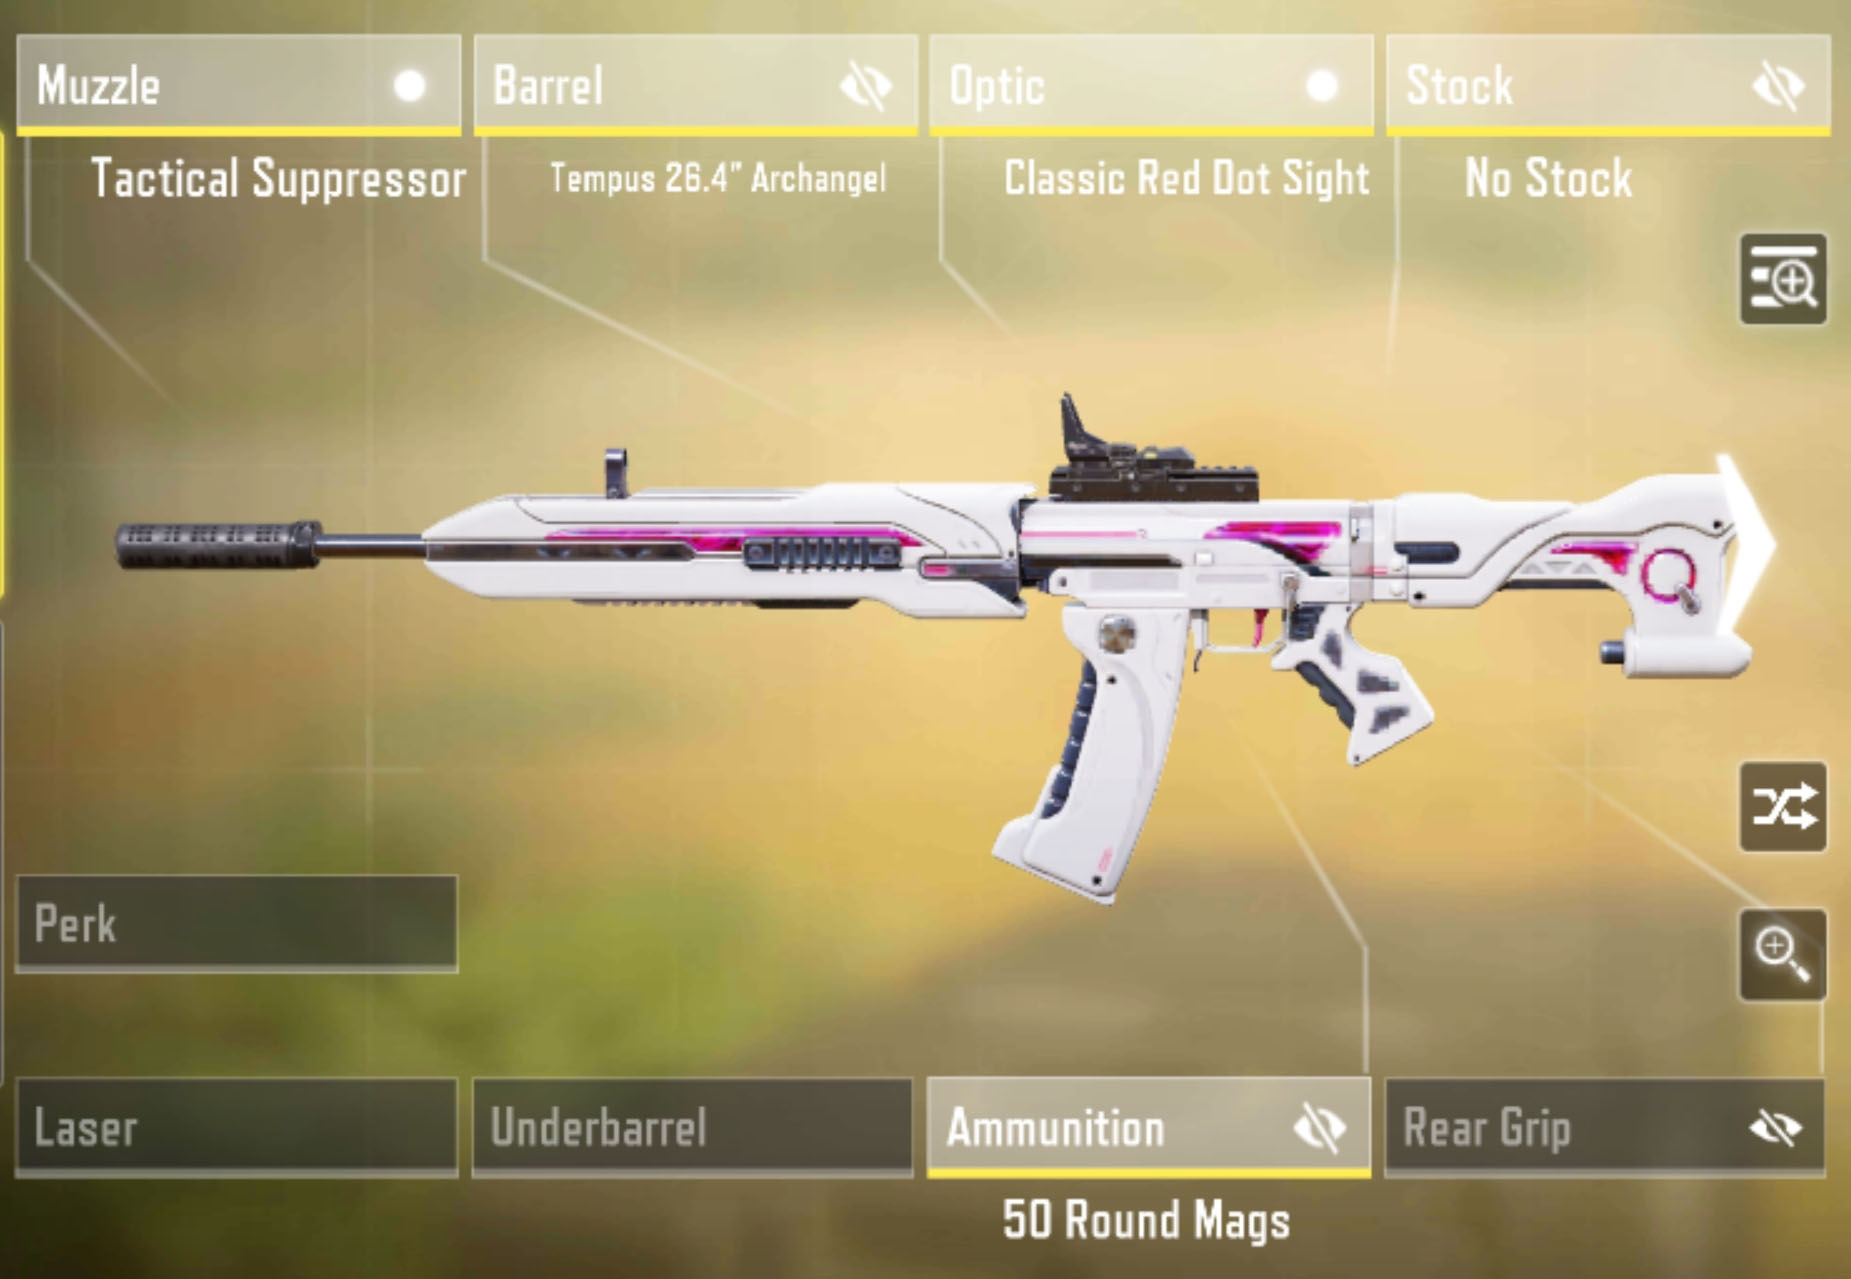 Muzzle
Barrel
Optic
Stock
Tactical Suppressor
Tempus 26.4" Archangel
Classic Red Dot Sight
No Stock
Perk
Laser
Underbarrel
Ammunition
Rear Grip
50 Round Mags